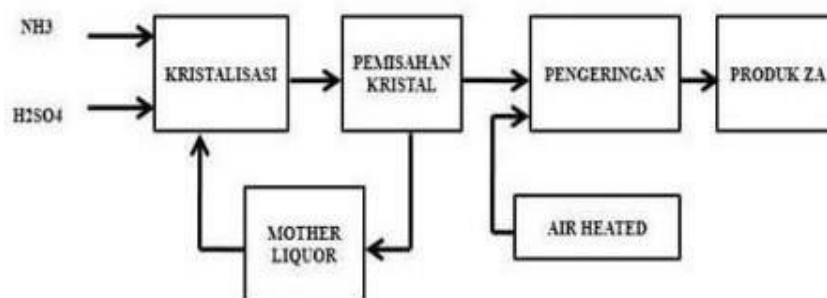 NH3
H2SO4
KRISTALISASI
PEMISAHAN
KRISTAL
PENGERINGAN
PRODUK ZA
MOTHER
LIQUOR
AIR HEATED